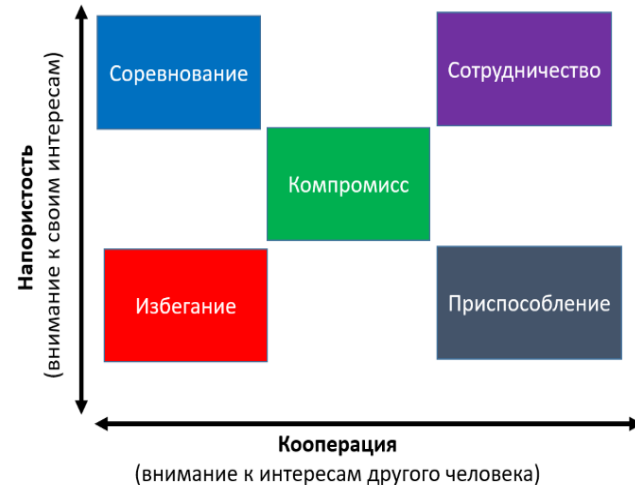 Напористость
(внимание к своим интересам)
Соревнование
Сотрудничество
Компромисс
Избегание
Приспособление
Кооперация
(внимание к интересам другого человека)